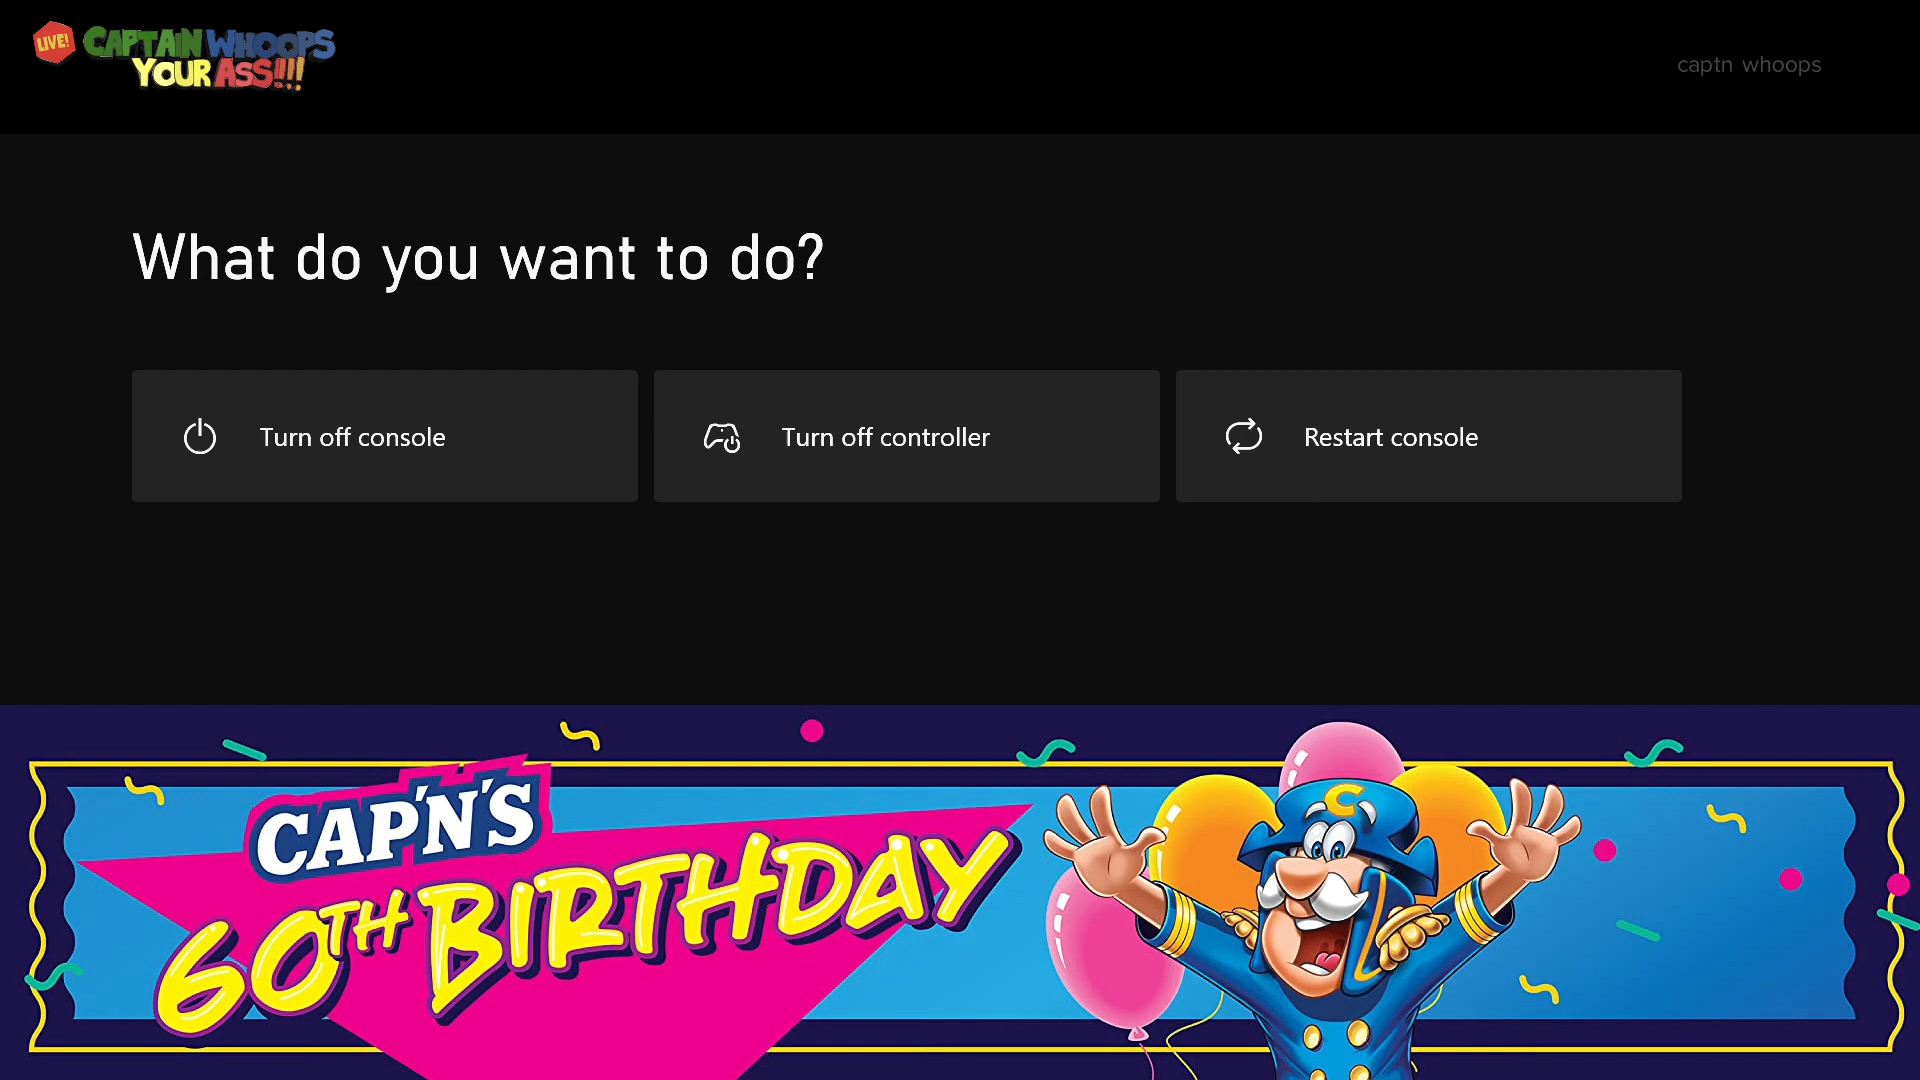 LIVE! CAPTAIN WHOOPS
YOUR ASS!!!!
captn whoops
What do you want to do?
Turn off console
Turn off controller
Restart console
CAP'N'S
60TH BIRTHDAY
C